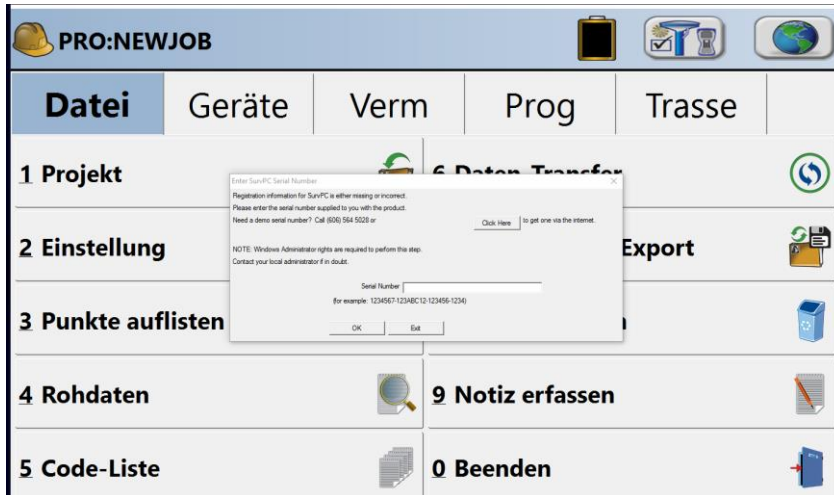 PRO:NEWJOB
Datei
Geräte
Verm
Prog
Trasse
1 Projekt
2 Einstellung
3 Punkte auflisten
4 Rohdaten
5 Code-Liste
6 Daten-Transfer
Export
9 Notiz erfassen
0 Beenden
Enter SurvPC Serial Number
Registration information for SurvPC is either missing or incorrect.
Please enter the serial number supplied to you with the product.
Need a demo serial number? Call (606) 564 5028 or
Click Here
to get one via the internet.
NOTE: Windows Administrator rights are required to perform this step.
Contact your local administrator if in doubt.
Serial Number
(for example: 1234567-123ABC12-123456-1234)
OK
Exit